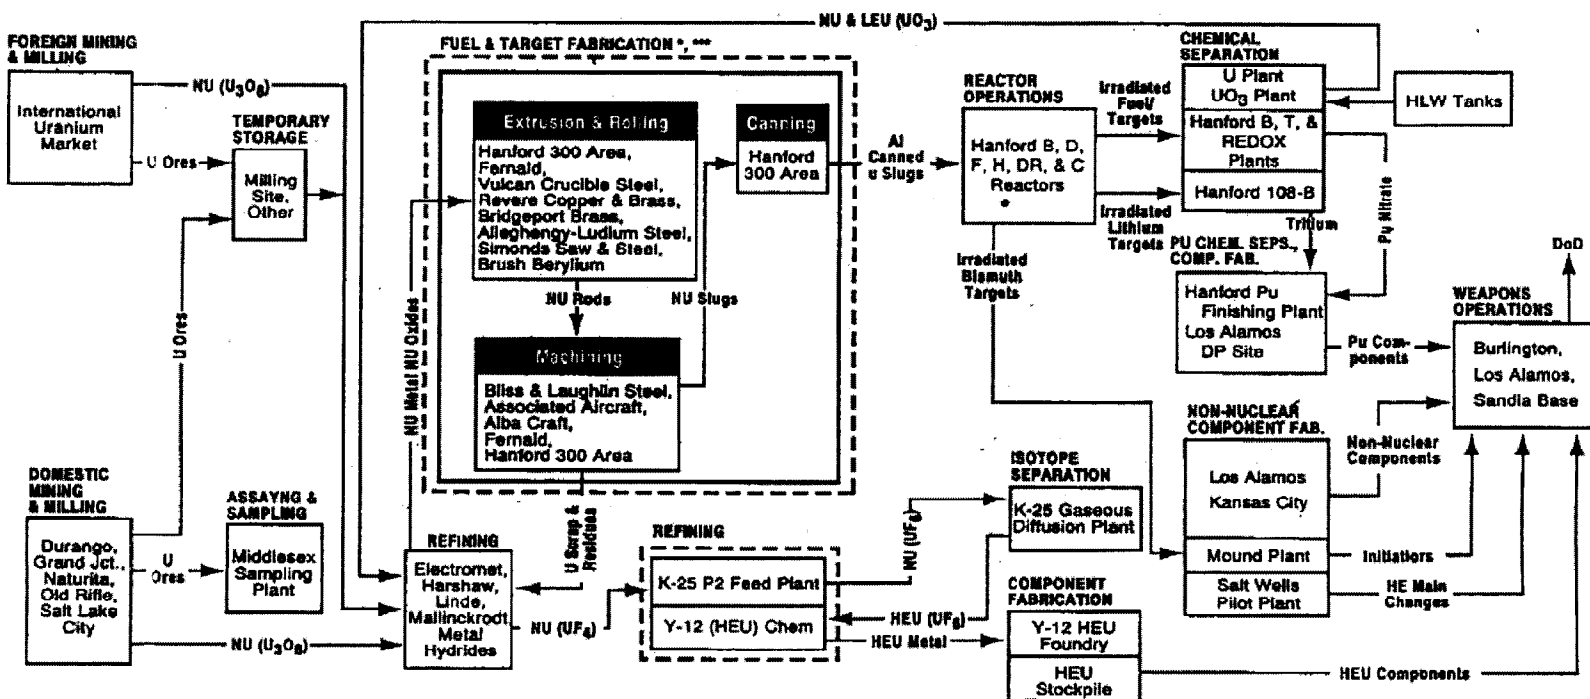 NU & LEU (UO3)
FOREIGN MINING
& MILLING
International
Uranium
Market
NU (U3O8)
U Ores
TEMPORARY
STORAGE
Milling
Site,
Other
U Ores
DOMESTIC
MINING
& MILLING
Durango,
Grand Jct.,
Naturita,
Old Rifle,
Salt Lake
City
U
Ores
NU (U3O8)
ASSAYNG &
SAMPLING
Middlesex
Sampling
Plant
FUEL & TARGET FABRICATION *, ***
Extrusion & Rolling
Hanford 300 Area,
Fernald,
Vulcan Crucible Steel,
Revere Copper & Brass,
Bridgeport Brass,
Alleghengy-Ludium Steel,
Simonds Saw & Steel,
Brush Berylium
Canning
Hanford
300 Area
NU Rods
NU Slugs
Machining
Bliss & Laughlin Steel,
Associated Aircraft,
Alba Craft,
Fernald,
Hanford 300 Area
NU Metal NU Oxides
U Scrap &
Residues
REFINING
Electromet,
Harshaw,
Linde,
Mallinckrodt,
Metal
Hydrides
NU (UF4)
REFINING
K-25 P2 Feed Plant
Y-12 (HEU) Chem
NU (UF6)
HEU (UF6)
HEU Metal
ISOTOPE
SEPARATION
K-25 Gaseous
Diffusion Plant
COMPONENT
FABRICATION
Y-12 HEU
Foundry
HEU
Stockpile
HEU Components
Al
Canned
u Slugs
REACTOR
OPERATIONS
Hanford B, D,
F, H, DR, & C
Reactors
*
Irradiated
Fuel/
Targets
Irradiated
Lithium
Targets
Irradiated
Bismuth
Targets
CHEMICAL
SEPARATION
U Plant
UO3 Plant
Hanford B, T, &
REDOX
Plants
Hanford 108-B
HLW Tanks
Tritium
Pu Nitrate
PU CHEM. SEPS.,
COMP. FAB.
Hanford Pu
Finishing Plant
Los Alamos
DP Site
Pu Com-
ponents
NON-NUCLEAR
COMPONENT FAB.
Los Alamos
Kansas City
Mound Plant
Salt Wells
Pilot Plant
Non-Nuclear
Components
Initiatiors
HE Main
Changes
DoD
WEAPONS
OPERATIONS
Burlington,
Los Alamos,
Sandia Base